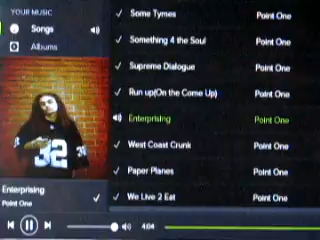 YOUR MUSIC
Songs
Albums
Some Tymes Point One
Something 4 the Soul Point One
Supreme Dialogue Point One
Run up(On the Come Up) Point One
Enterprising Point One
West Coast Crunk Point One
Paper Planes Point One
We Live 2 Eat Point One
32
Enterprising
Point One
4:04